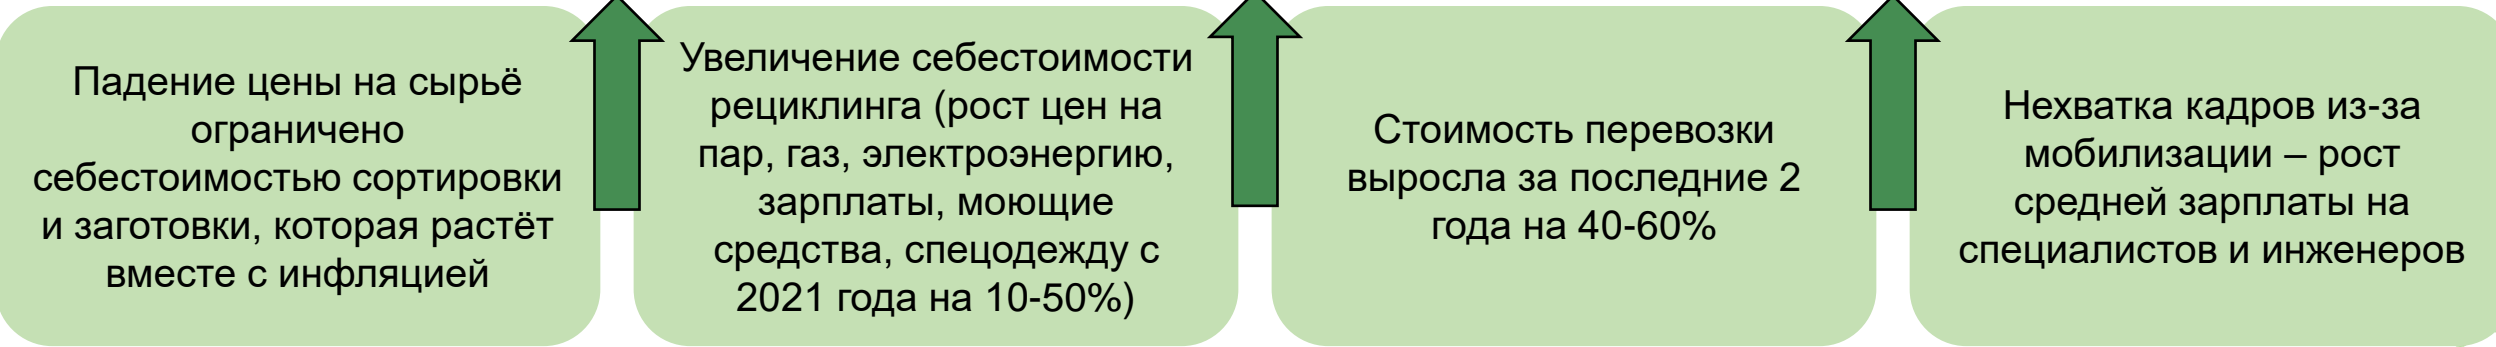 Падение цены на сырьё
ограничено
себестоимостью сортировки
и заготовки, которая растёт
вместе с инфляцией
Увеличение себестоимости
рециклинга (рост цен на
пар, газ, электроэнергию,
зарплаты, моющие
средства, спецодежду с
2021 года на 10-50%)
Стоимость перевозки
выросла за последние 2
года на 40-60%
Нехватка кадров из-за
мобилизации – рост
средней зарплаты на
специалистов и инженеров